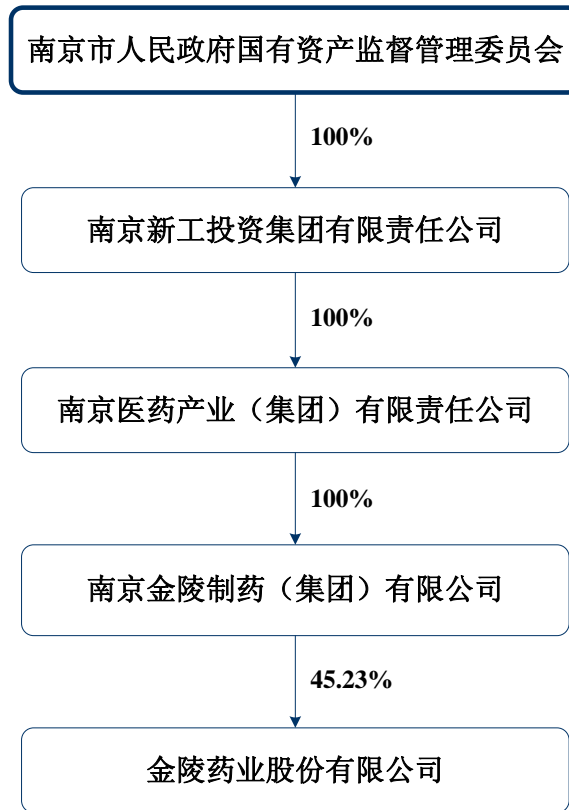 南京市人民政府国有资产监督管理委员会
100%
南京新工投资集团有限责任公司
100%
南京医药产业（集团）有限责任公司
100%
南京金陵制药（集团）有限公司
45.23%
金陵药业股份有限公司